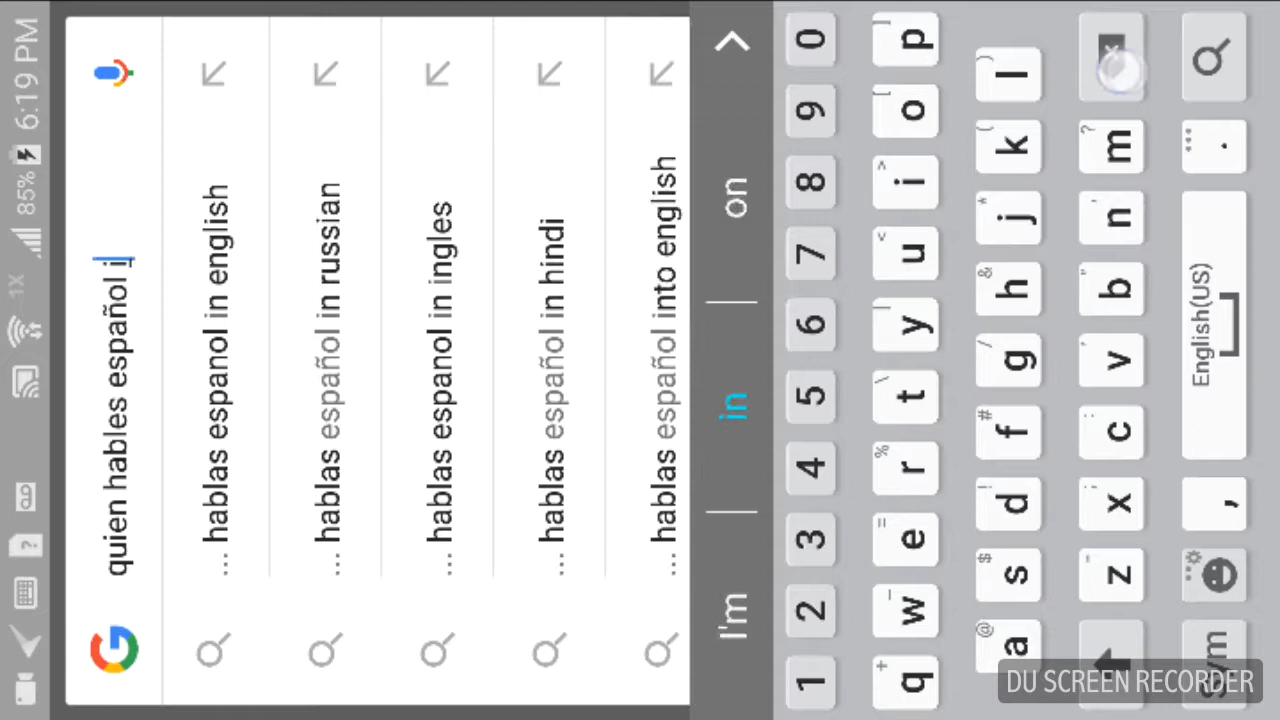 85% 6:19 PM
1X
quien hables español i
... hablas espanol in english
... hablas español in russian
... hablas espanol in ingles
... hablas español in hindi
... hablas español into english
I'm in on
1 2 3 4 5 6 7 8 9 0
q w e r t y u i o p
a s d f g h j k l
z x c v b n m
Sym , English(US) .
DU SCREEN RECORDER